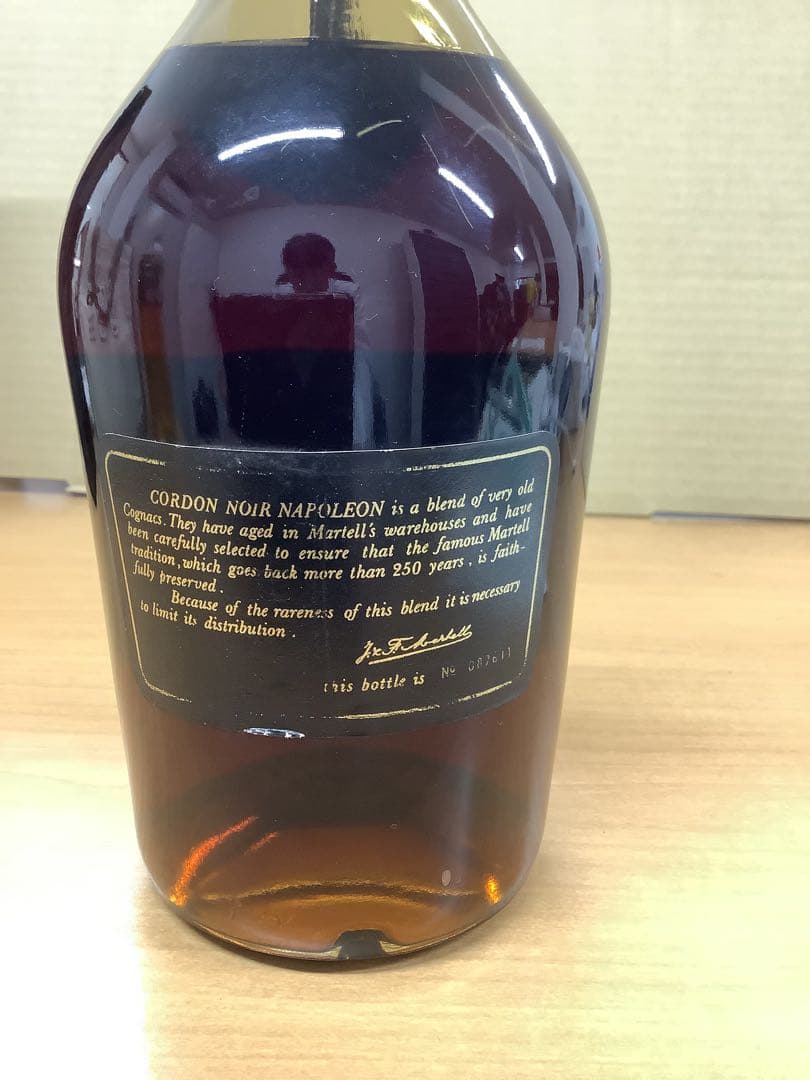 CORDON NOIR NAPOLEON is a blend of very old
Cognacs. They have aged in Martell's warehouses and have
been carefully selected to ensure that the famous Martell
tradition, which goes back more than 250 years, is faith-
fully preserved.
Because of the rareness of this blend it is necessary
to limit its distribution.
J & F. Martell
this bottle is Nº